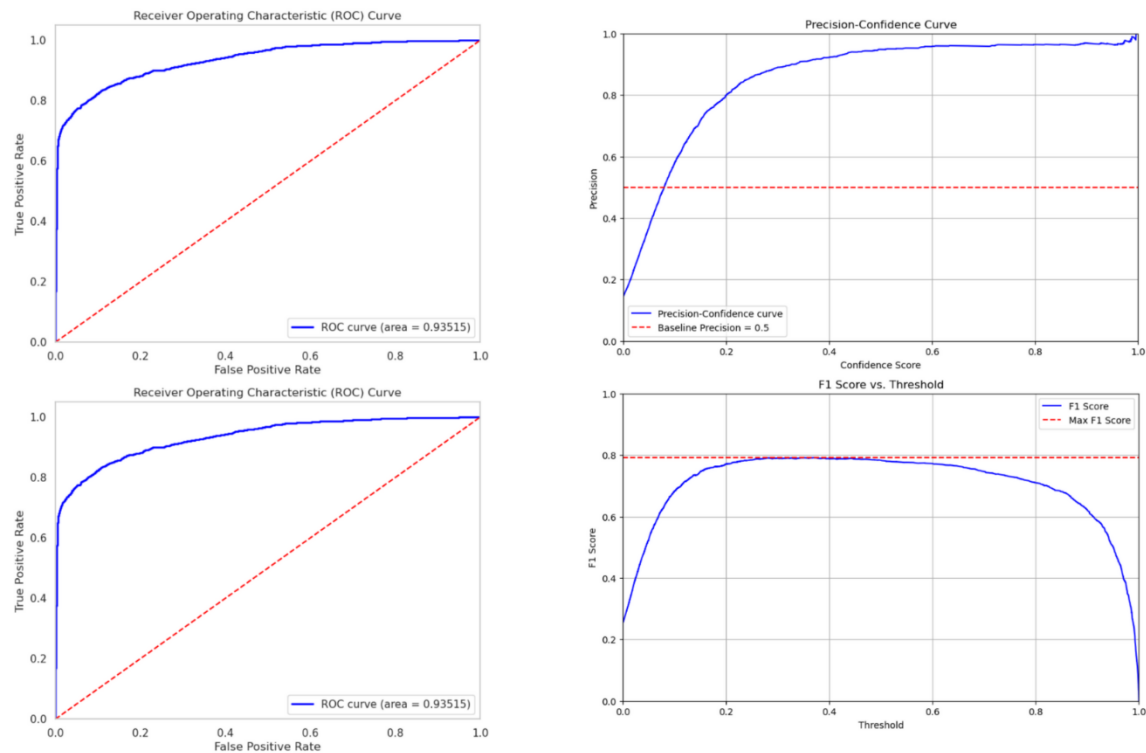 Receiver Operating Characteristic (ROC) Curve
1.0
0.8
0.6
0.4
0.2
0.0
True Positive Rate
ROC curve (area = 0.93515)
0.0 0.2 0.4 0.6 0.8 1.0
False Positive Rate
Precision-Confidence Curve
1.0
0.8
0.6
0.4
0.2
0.0
Precision
Precision-Confidence curve
Baseline Precision = 0.5
0.0 0.2 0.4 0.6 0.8 1.0
Confidence Score
Receiver Operating Characteristic (ROC) Curve
1.0
0.8
0.6
0.4
0.2
0.0
True Positive Rate
ROC curve (area = 0.93515)
0.0 0.2 0.4 0.6 0.8 1.0
False Positive Rate
F1 Score vs. Threshold
1.0
0.8
0.6
0.4
0.2
0.0
F1 Score
F1 Score
Max F1 Score
0.0 0.2 0.4 0.6 0.8 1.0
Threshold